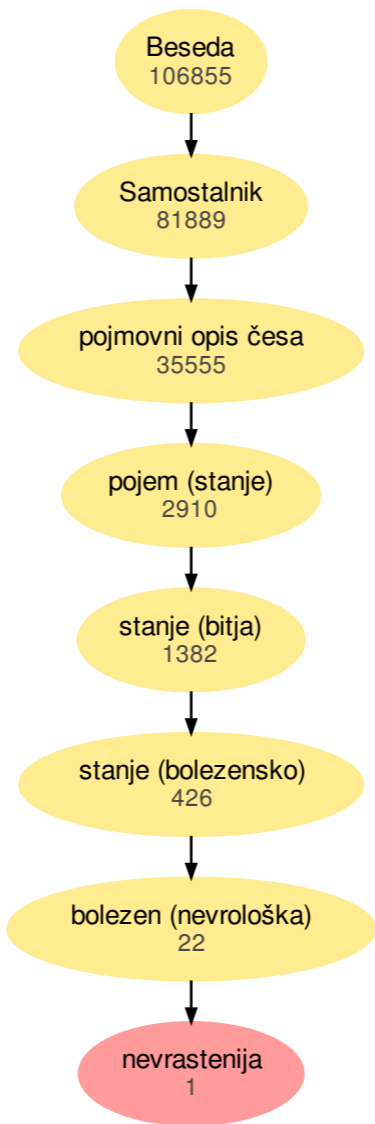 Beseda
106855
Samostalnik
81889
pojmovni opis česa
35555
pojem (stanje)
2910
stanje (bitja)
1382
stanje (bolezensko)
426
bolezen (nevrološka)
22
nevrastenija
1